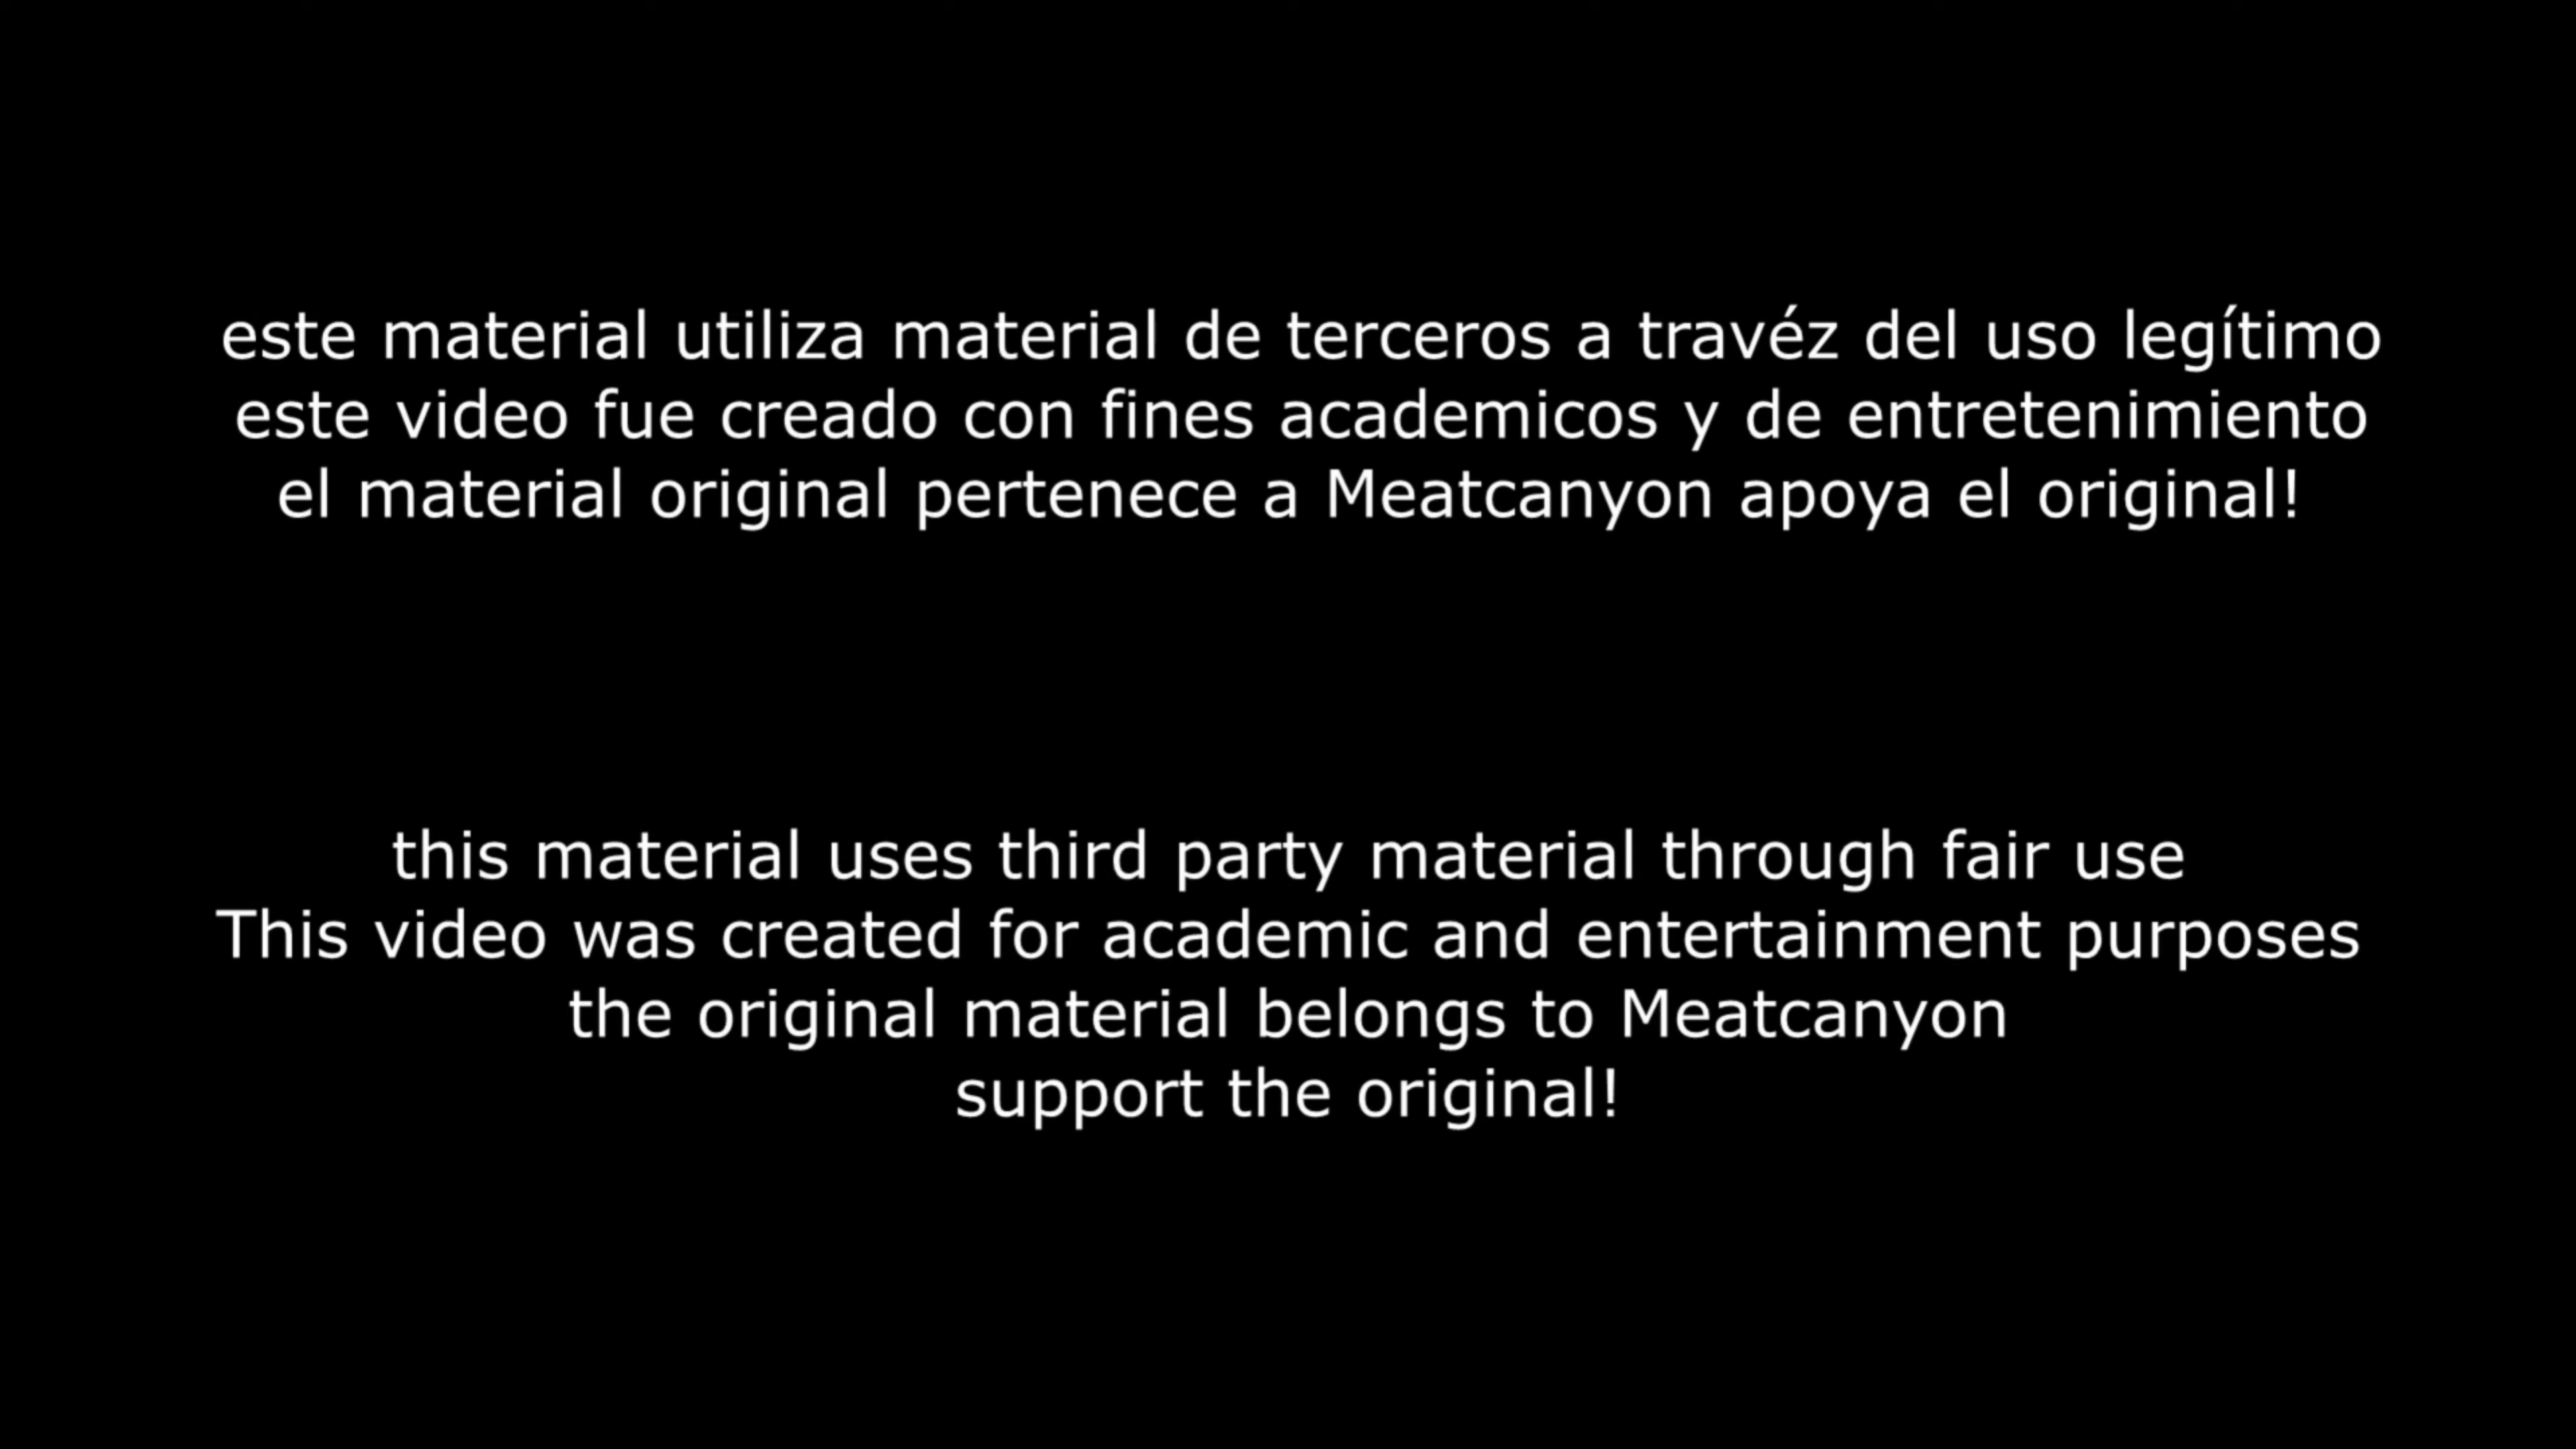 este material utiliza material de terceros a travéz del uso legítimo
este video fue creado con fines academicos y de entretenimiento
el material original pertenece a Meatcanyon apoya el original!
this material uses third party material through fair use
This video was created for academic and entertainment purposes
the original material belongs to Meatcanyon
support the original!